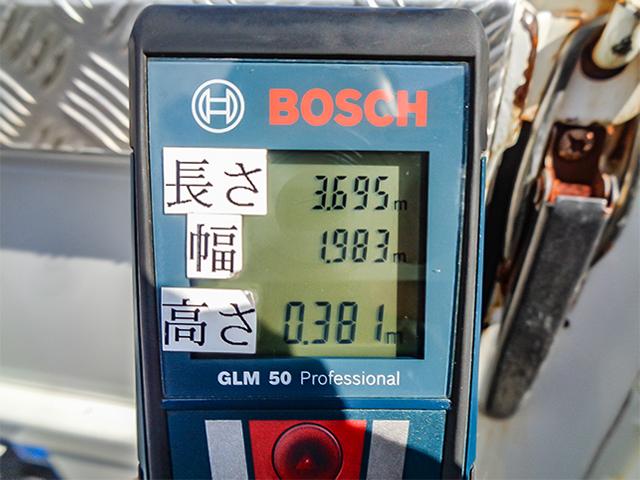 BOSCH
長さ 3.695m
幅 1.983m
高さ 0.381m
GLM 50 Professional